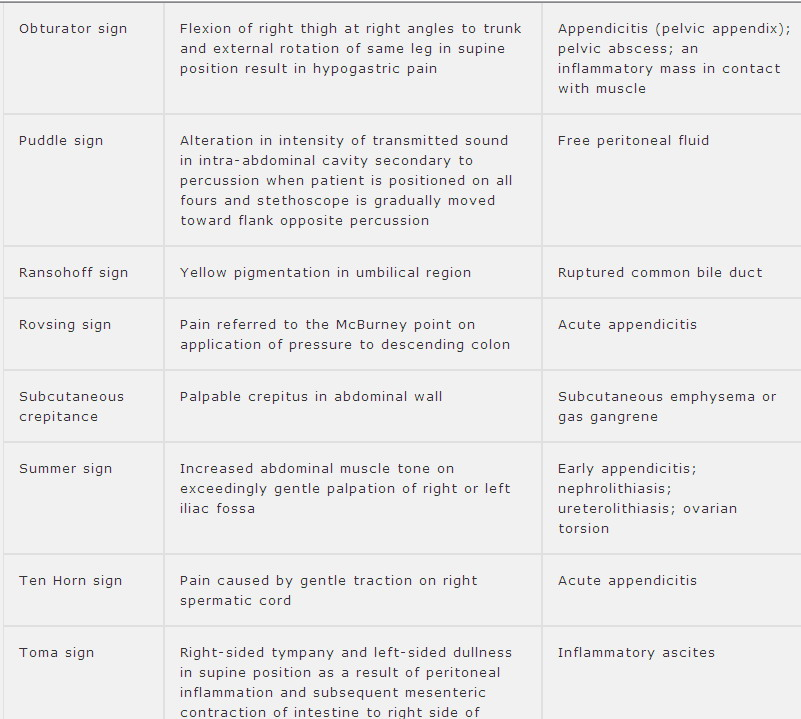 Obturator sign
Flexion of right thigh at right angles to trunk
and external rotation of same leg in supine
position result in hypogastric pain
Appendicitis (pelvic appendix);
pelvic abscess; an
inflammatory mass in contact
with muscle
Puddle sign
Alteration in intensity of transmitted sound
in intra-abdominal cavity secondary to
percussion when patient is positioned on all
fours and stethoscope is gradually moved
toward flank opposite percussion
Free peritoneal fluid
Ransohoff sign
Yellow pigmentation in umbilical region
Ruptured common bile duct
Rovsing sign
Pain referred to the McBurney point on
application of pressure to descending colon
Acute appendicitis
Subcutaneous
crepitance
Palpable crepitus in abdominal wall
Subcutaneous emphysema or
gas gangrene
Summer sign
Increased abdominal muscle tone on
exceedingly gentle palpation of right or left
iliac fossa
Early appendicitis;
nephrolithiasis;
ureterolithiasis; ovarian
torsion
Ten Horn sign
Pain caused by gentle traction on right
spermatic cord
Acute appendicitis
Toma sign
Right-sided tympany and left-sided dullness
in supine position as a result of peritoneal
inflammation and subsequent mesenteric
contraction of intestine to right side of
Inflammatory ascites